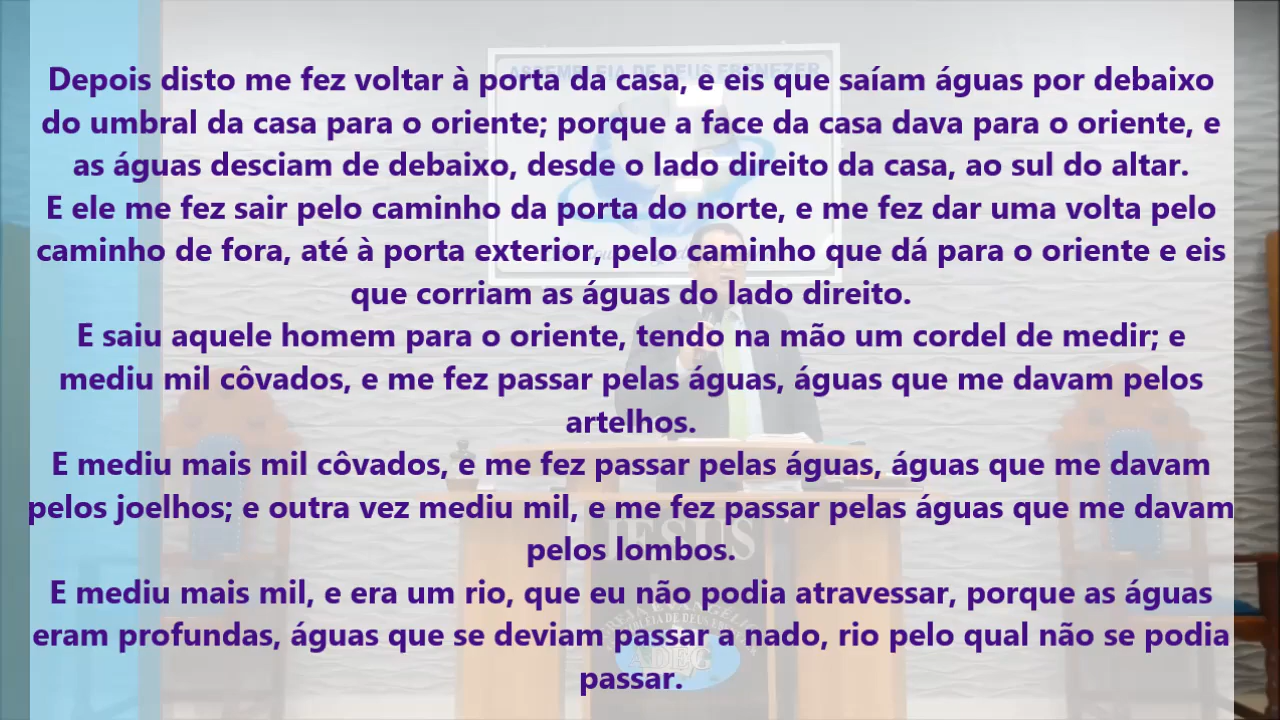 Depois disto me fez voltar à porta da casa, e eis que saíam águas por debaixo
do umbral da casa para o oriente; porque a face da casa dava para o oriente, e
as águas desciam de debaixo, desde o lado direito da casa, ao sul do altar.
E ele me fez sair pelo caminho da porta do norte, e me fez dar uma volta pelo
caminho de fora, até à porta exterior, pelo caminho que dá para o oriente e eis
que corriam as águas do lado direito.
E saiu aquele homem para o oriente, tendo na mão um cordel de medir; e
mediu mil côvados, e me fez passar pelas águas, águas que me davam pelos
artelhos.
E mediu mais mil côvados, e me fez passar pelas águas, águas que me davam
pelos joelhos; e outra vez mediu mil, e me fez passar pelas águas que me davam
pelos lombos.
E mediu mais mil, e era um rio, que eu não podia atravessar, porque as águas
eram profundas, águas que se deviam passar a nado, rio pelo qual não se podia
passar.
ASSEMBLEIA DE DEUS EBENEZER
JESUS
ADEG